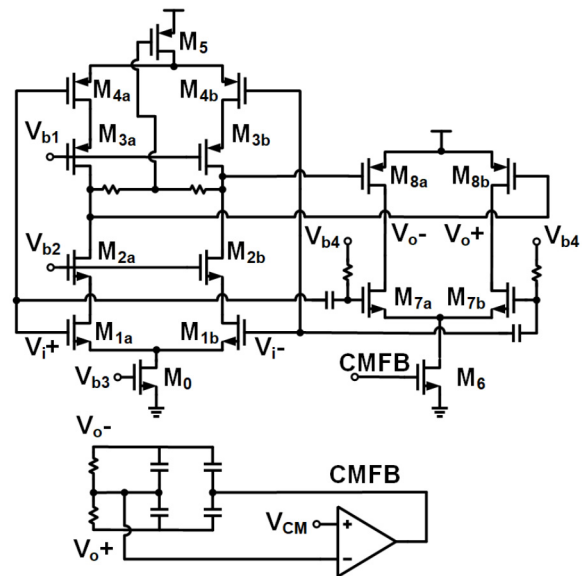 M5
M4a
M4b
M3a
M3b
Vb1
M8a
M8b
Vb2
M2a
M2b
Vb4
Vo-
Vo+
Vb4
M7a
M7b
M1a
M1b
Vi+
Vi-
CMFB
M6
Vb3
M0
Vo-
CMFB
VCM
+
-
Vo+